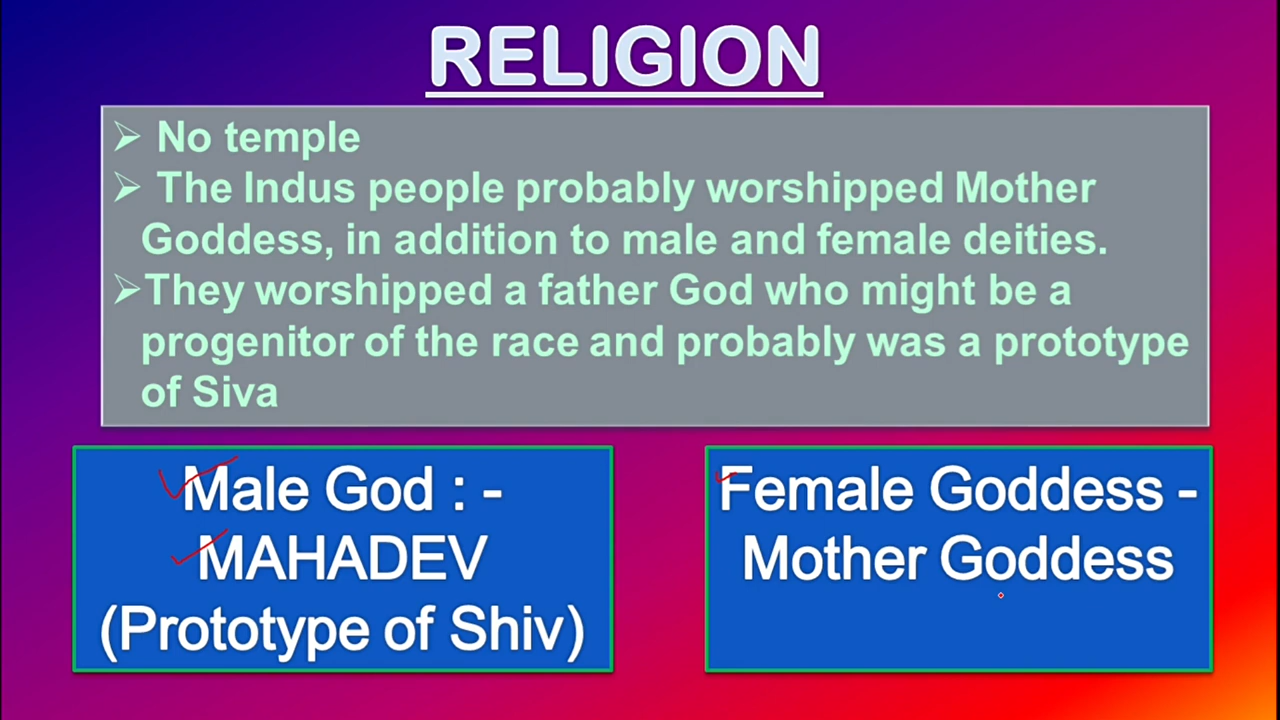 RELIGION
➢ No temple
➢ The Indus people probably worshipped Mother
Goddess, in addition to male and female deities.
➢They worshipped a father God who might be a
progenitor of the race and probably was a prototype
of Siva
Male God : -
MAHADEV
(Prototype of Shiv)
Female Goddess -
Mother Goddess